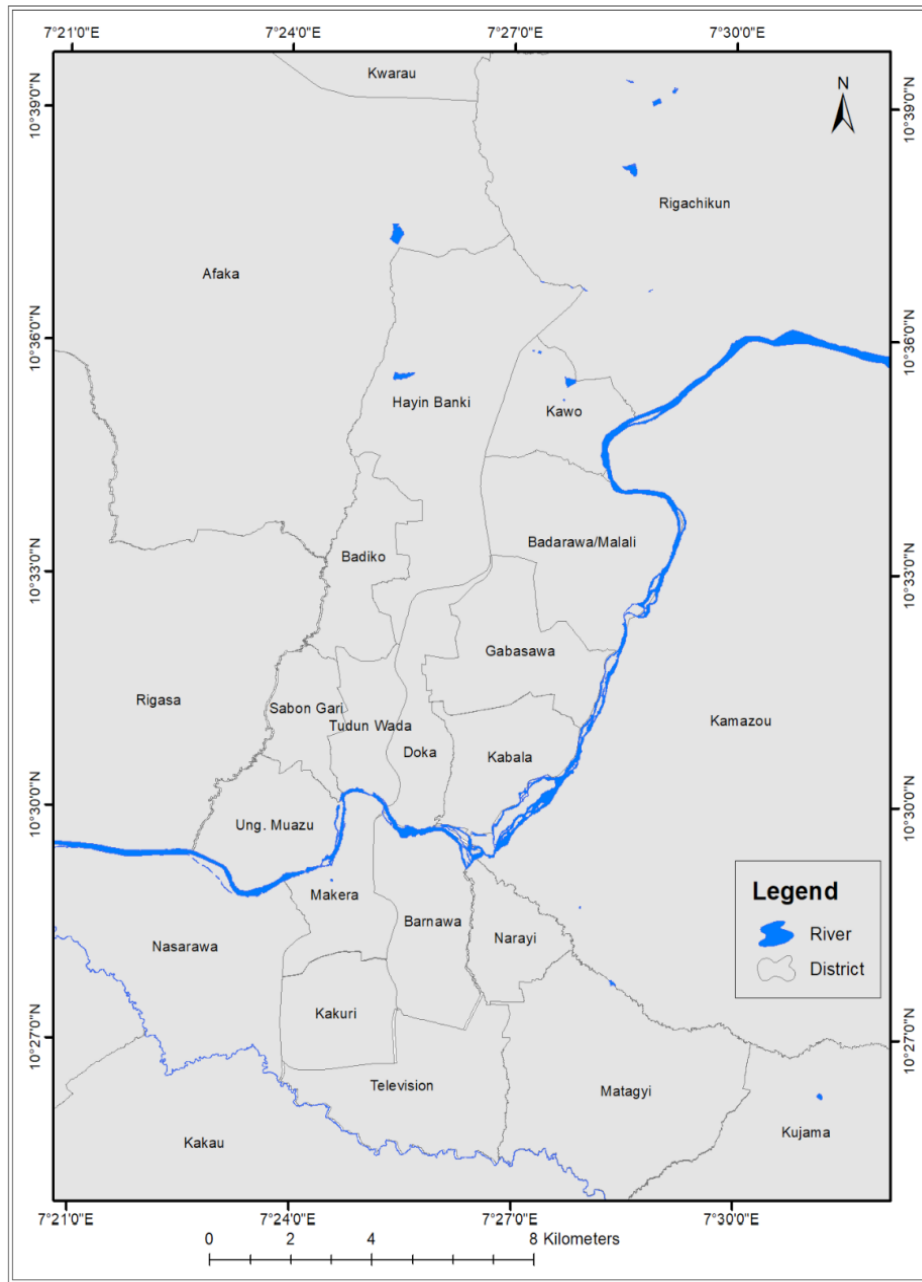 7°21'0"E 7°24'0"E 7°27'0"E 7°30'0"E
Kwarau
N
10°39'0"N 10°39'0"N
Rigachikun
Afaka
10°36'0"N 10°36'0"N
Hayin Banki
Kawo
Badarawa/Malali
Badiko
10°33'0"N 10°33'0"N
Gabasawa
Rigasa
Sabon Gari
Tudun Wada
Kamazou
Doka
Kabala
10°30'0"N 10°30'0"N
Ung. Muazu
Legend
River
District
Makera
Barnawa
Narayi
Nasarawa
Kakuri
10°27'0"N 10°27'0"N
Television
Matagyi
Kujama
Kakau
7°21'0"E 7°24'0"E 7°27'0"E 7°30'0"E
0 2 4 8 Kilometers